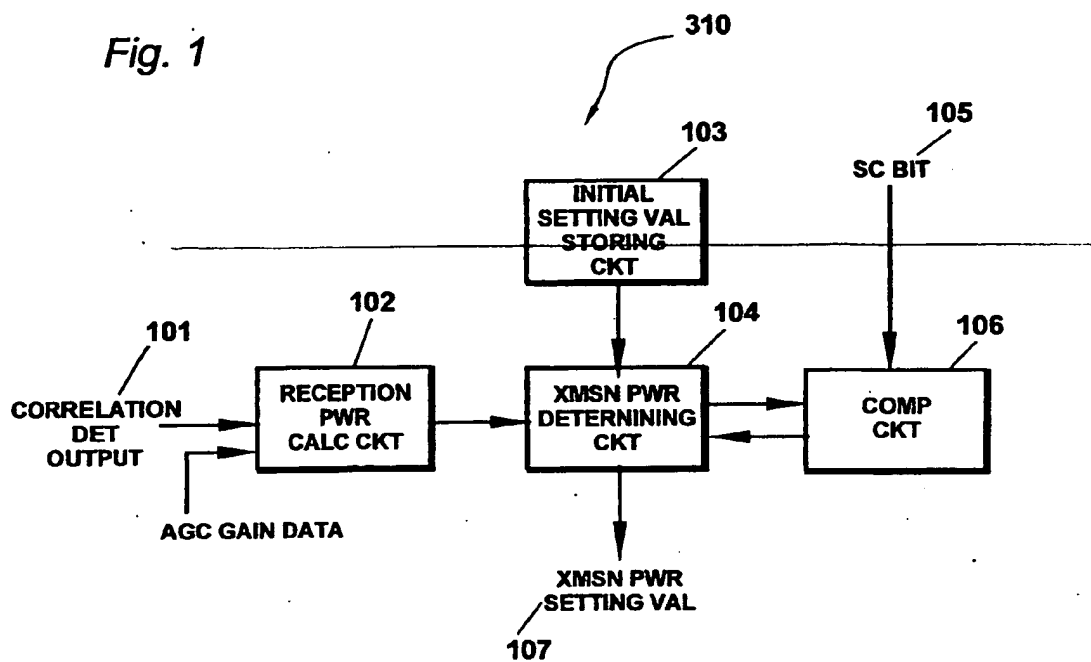 Fig. 1
310
103
105
SC BIT
INITIAL
SETTING VAL
STORING
CKT
101
102
104
106
CORRELATION
DET
OUTPUT
RECEPTION
PWR
CALC CKT
XMSN PWR
DETERNINING
CKT
COMP
CKT
AGC GAIN DATA
XMSN PWR
SETTING VAL
107